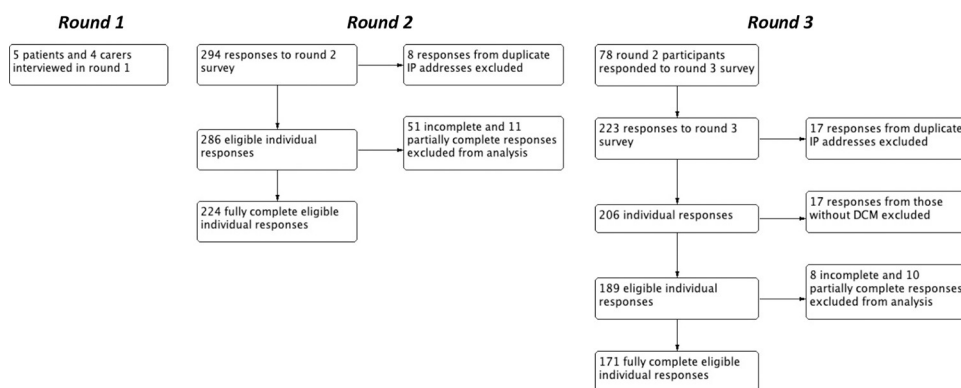 Round 1
5 patients and 4 carers
interviewed in round 1
Round 2
294 responses to round 2
survey
8 responses from duplicate
IP addresses excluded
286 eligible individual
responses
51 incomplete and 11
partially complete responses
excluded from analysis
224 fully complete eligible
individual responses
Round 3
78 round 2 participants
responded to round 3 survey
223 responses to round 3
survey
17 responses from duplicate
IP addresses excluded
206 individual responses
17 responses from those
without DCM excluded
189 eligible individual
responses
8 incomplete and 10
partially complete responses
excluded from analysis
171 fully complete eligible
individual responses